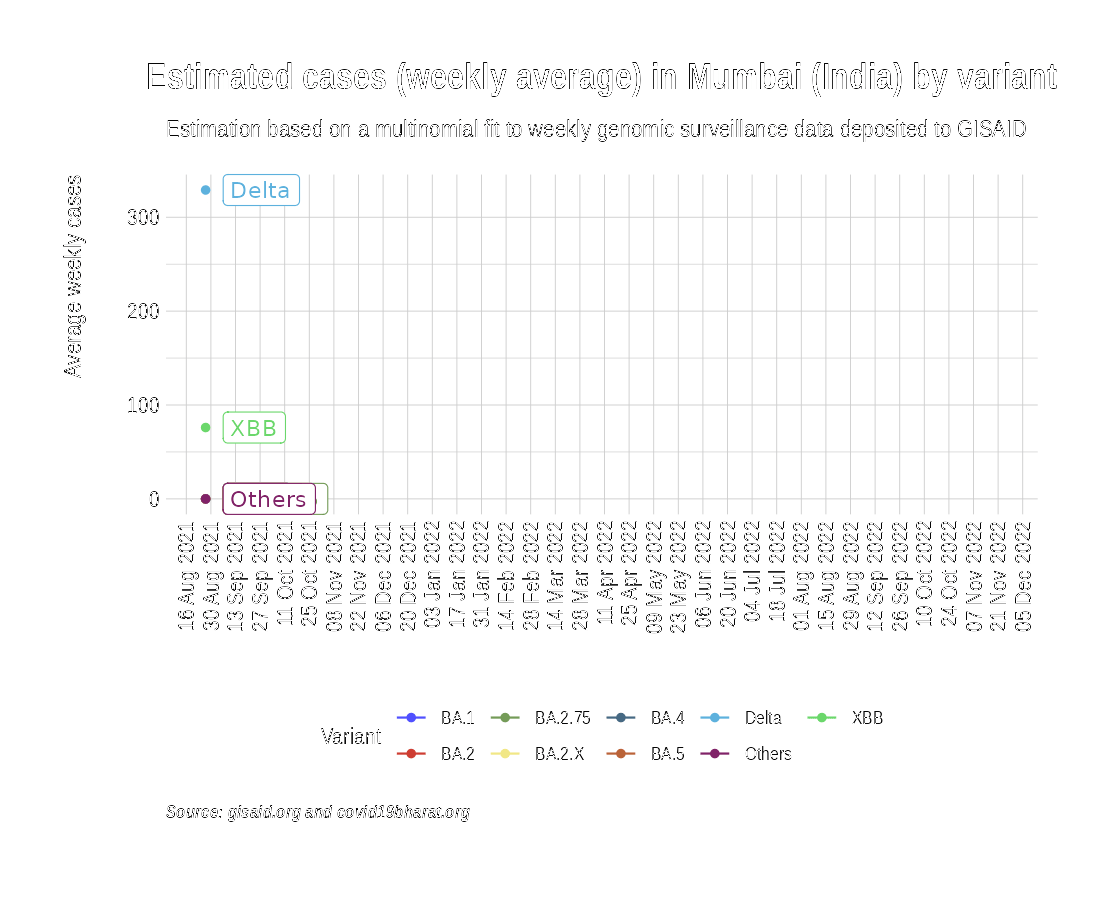 Estimated cases (weekly average) in Mumbai (India) by variant
Estimation based on a multinomial fit to weekly genomic surveillance data deposited to GISAID
Average weekly cases
300
200
100
0
Delta
XBB
Others
16 Aug 2021
30 Aug 2021
13 Sep 2021
27 Sep 2021
11 Oct 2021
25 Oct 2021
08 Nov 2021
22 Nov 2021
06 Dec 2021
20 Dec 2021
03 Jan 2022
17 Jan 2022
31 Jan 2022
14 Feb 2022
28 Feb 2022
14 Mar 2022
28 Mar 2022
11 Apr 2022
25 Apr 2022
09 May 2022
23 May 2022
06 Jun 2022
20 Jun 2022
04 Jul 2022
18 Jul 2022
01 Aug 2022
15 Aug 2022
29 Aug 2022
12 Sep 2022
26 Sep 2022
10 Oct 2022
24 Oct 2022
07 Nov 2022
21 Nov 2022
05 Dec 2022
Variant
BA.1 BA.2.75 BA.4 Delta XBB
BA.2 BA.2.X BA.5 Others
Source: gisaid.org and covid19bharat.org